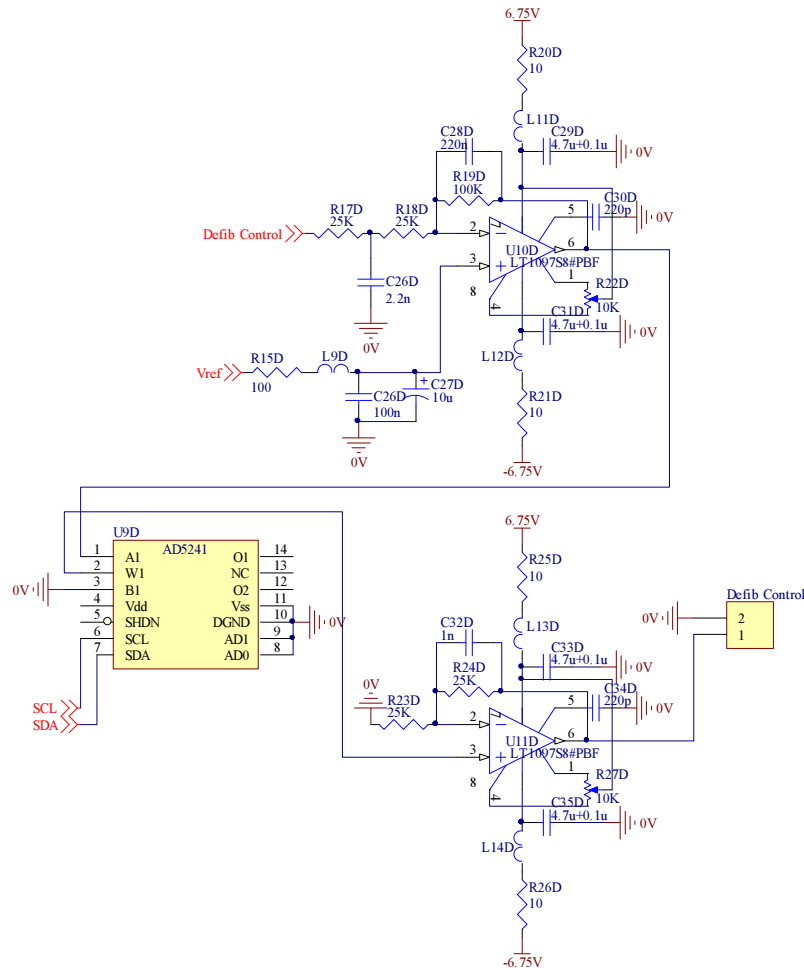 6.75V
R20D
10
L11D
C29D
4.7u+0.1u
0V
C28D
220n
R19D
100K
C30D
220p
0V
R17D
25K
R18D
25K
Defib Control
2
7
5
6
U10D
LT1097S8#PBF
3
1
8
4
R22D
10K
C26D
2.2n
0V
C31D
4.7u+0.1u
0V
L12D
Vref
R15D
100
L9D
C26D
100n
C27D
+
10u
0V
R21D
10
-6.75V
U9D
AD5241
1 A1 O1 14
2 W1 NC 13
0V 3 B1 O2 12
4 Vdd Vss 11
5 SHDN DGND 10 0V
6 SCL AD1 9
7 SDA AD0 8
SCL
SDA
6.75V
R25D
10
L13D
C33D
4.7u+0.1u
0V
Defib Control
0V
2
1
C32D
1n
R24D
25K
C34D
220p
0V
0V
R23D
25K
2
7
5
6
U11D
LT1097S8#PBF
3
1
8
4
R27D
10K
C35D
4.7u+0.1u
0V
L14D
R26D
10
-6.75V